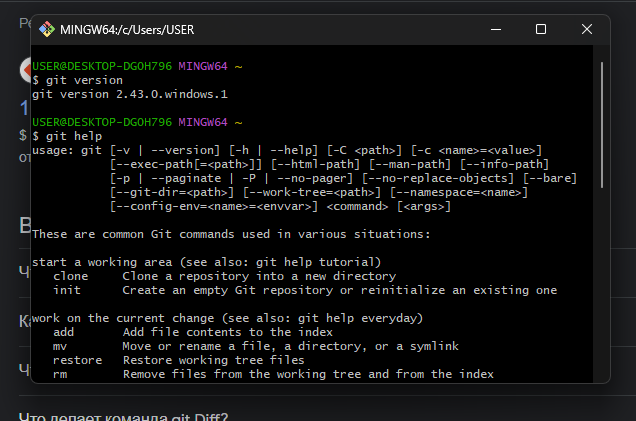 Ре
MINGW64:/c/Users/USER
USER@DESKTOP-DG0H796 MINGW64 ~
$ git version
git version 2.43.0.windows.1
USER@DESKTOP-DG0H796 MINGW64 ~
$ git help
usage: git [-v | --version] [-h | --help] [-C <path>] [-c <name>=<value>]
[--exec-path[=<path>]] [--html-path] [--man-path] [--info-path]
[-p | --paginate | -P | --no-pager] [--no-replace-objects] [--bare]
[--git-dir=<path>] [--work-tree=<path>] [--namespace=<name>]
[--config-env=<name>=<envvar>] <command> [<args>]
These are common Git commands used in various situations:
start a working area (see also: git help tutorial)
clone Clone a repository into a new directory
init Create an empty Git repository or reinitialize an existing one
work on the current change (see also: git help everyday)
add Add file contents to the index
mv Move or rename a file, a directory, or a symlink
restore Restore working tree files
rm Remove files from the working tree and from the index
1
$
от
В
Чт
Ка
Чт
Что делает команда git Diff?